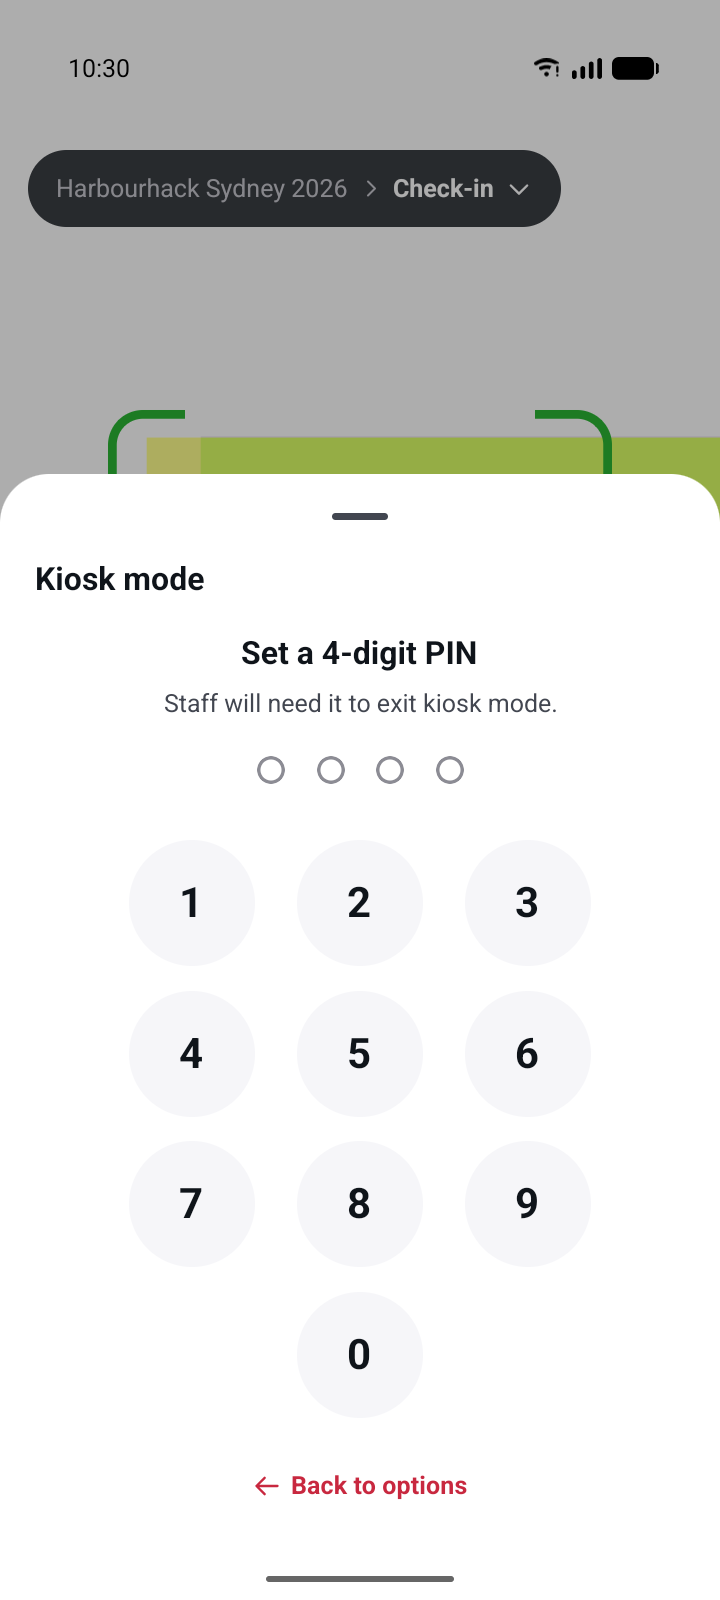 10:30
Harbourhack Sydney 2026 > Check-in
Kiosk mode
Set a 4-digit PIN
Staff will need it to exit kiosk mode.
1 2 3
4 5 6
7 8 9
0
Back to options